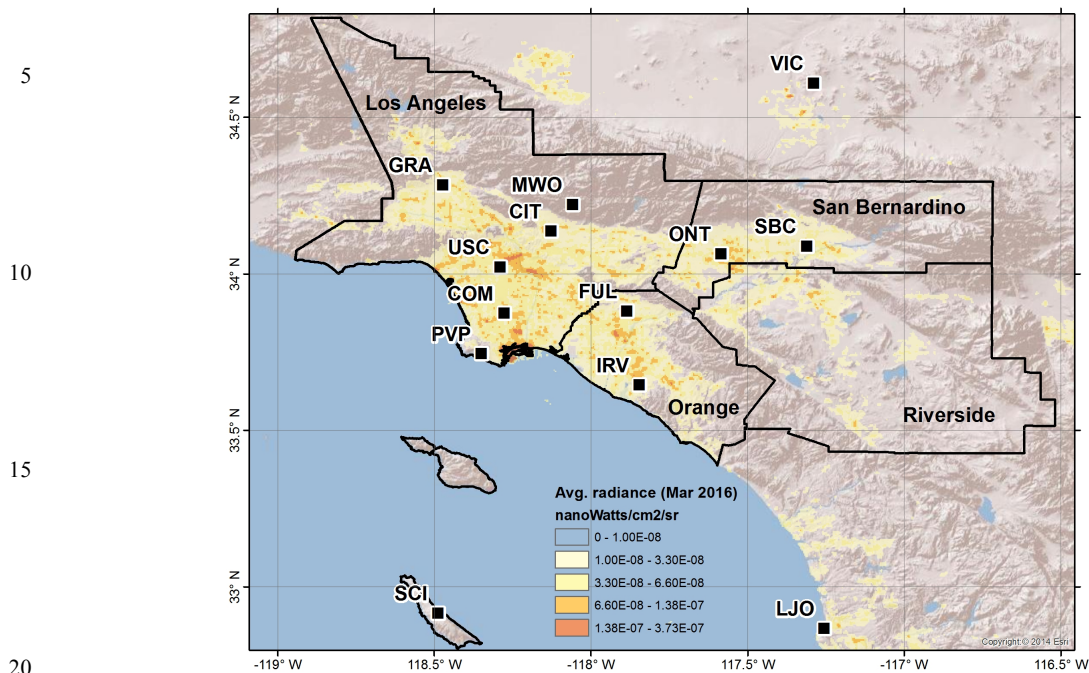 5
10
15
20
VIC
Los Angeles
34.5° N
GRA
MWO
CIT
San Bernardino
SBC
ONT
USC
34° N
COM
FUL
PVP
IRV
Orange
Riverside
33.5° N
Avg. radiance (Mar 2016)
nanoWatts/cm2/sr
0 - 1.00E-08
1.00E-08 - 3.30E-08
3.30E-08 - 6.60E-08
6.60E-08 - 1.38E-07
1.38E-07 - 3.73E-07
33° N
SCI
LJO
Copyright:© 2014 Esri
-119° W
-118.5° W
-118° W
-117.5° W
-117° W
-116.5° W